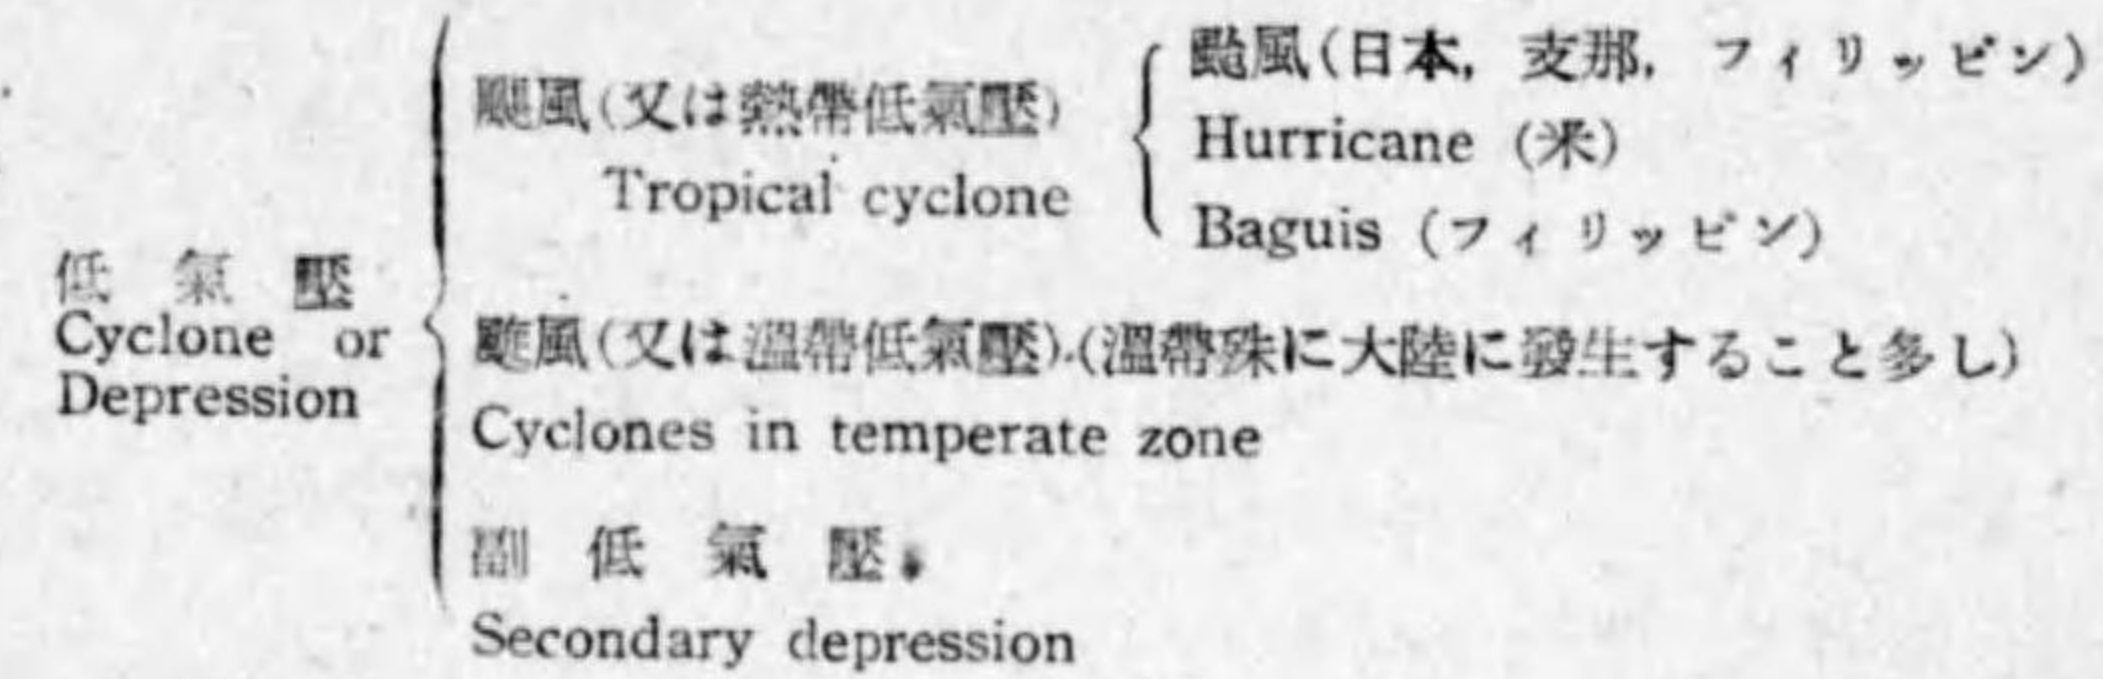 低氣壓
Cyclone or
Depression
颶風(又は熱帶低氣壓)
Tropical cyclone
颱風(日本, 支那, フィリッピン)
Hurricane (米)
Baguis (フィリッピン)
颹風(又は溫帶低氣壓).(溫帶殊に大陸に發生すること多し)
Cyclones in temperate zone
副低氣壓
Secondary depression